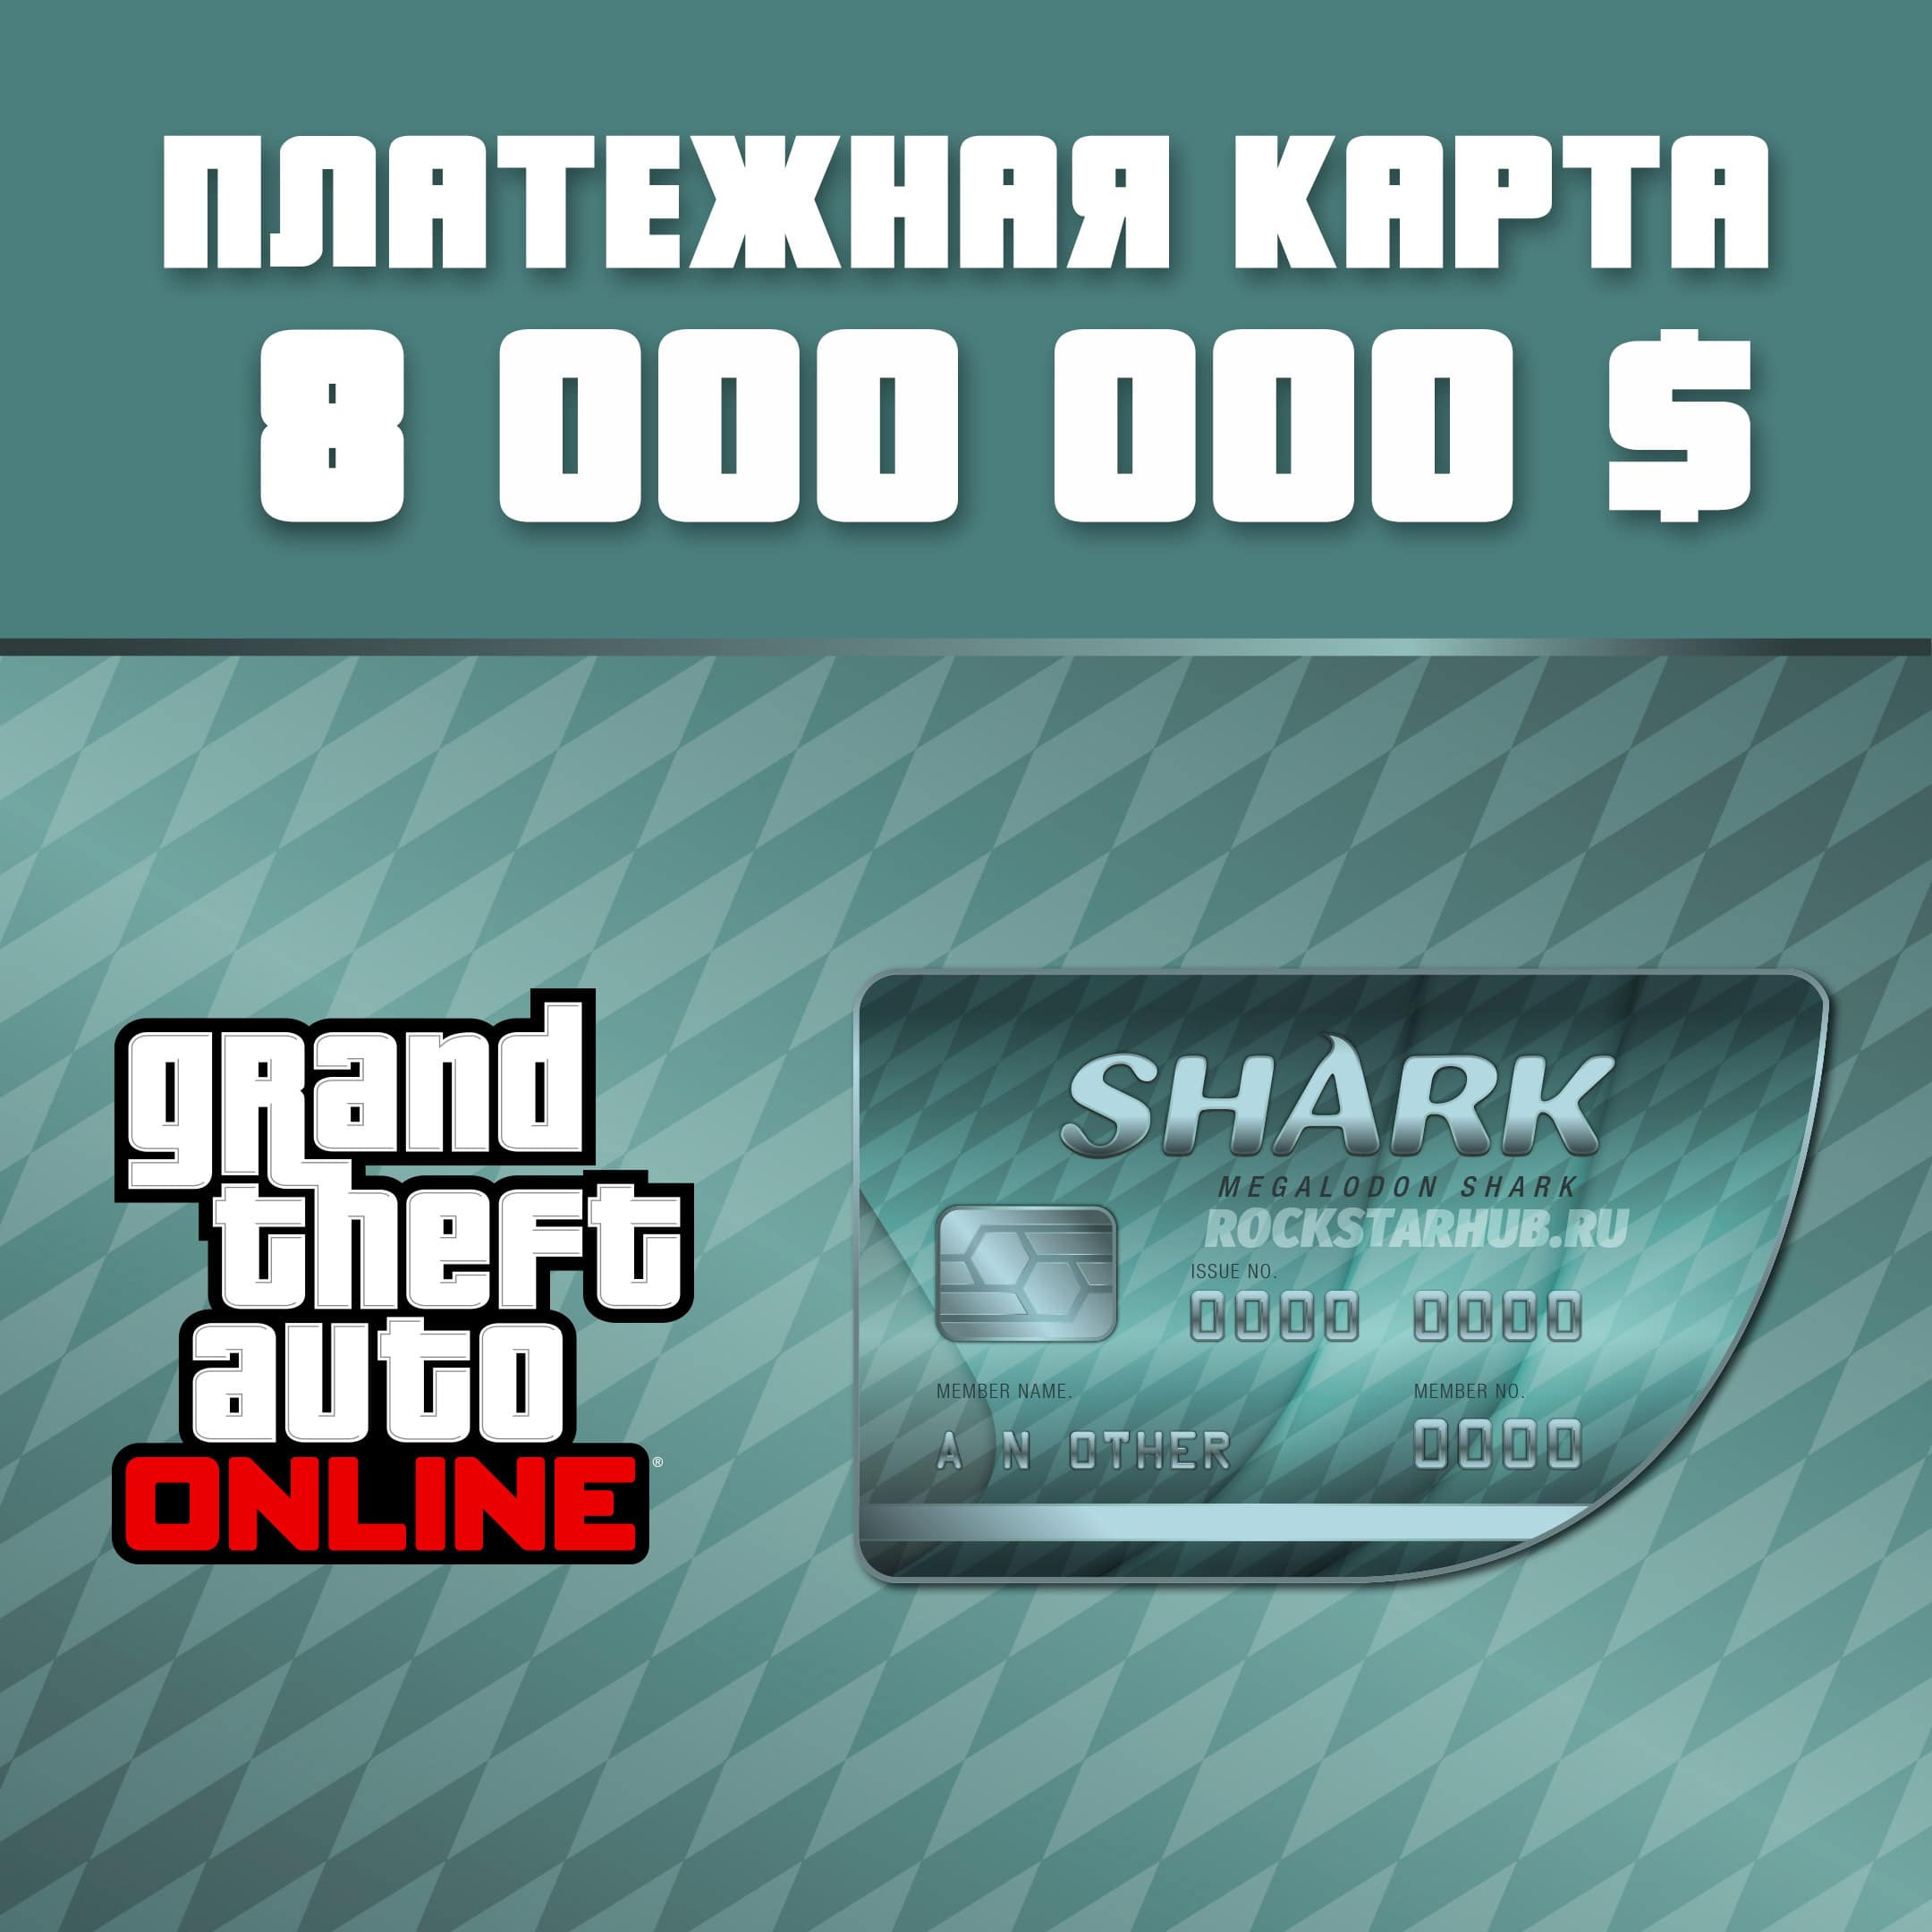 ПЛАТЕЖНАЯ КАРТА
8 000 000 $
grand
theft
auto
ONLINE®
SHARK
MEGALODON SHARK
ROCKSTARHUB.RU
ISSUE NO.
0000 0000
MEMBER NAME. MEMBER NO.
A N OTHER 0000